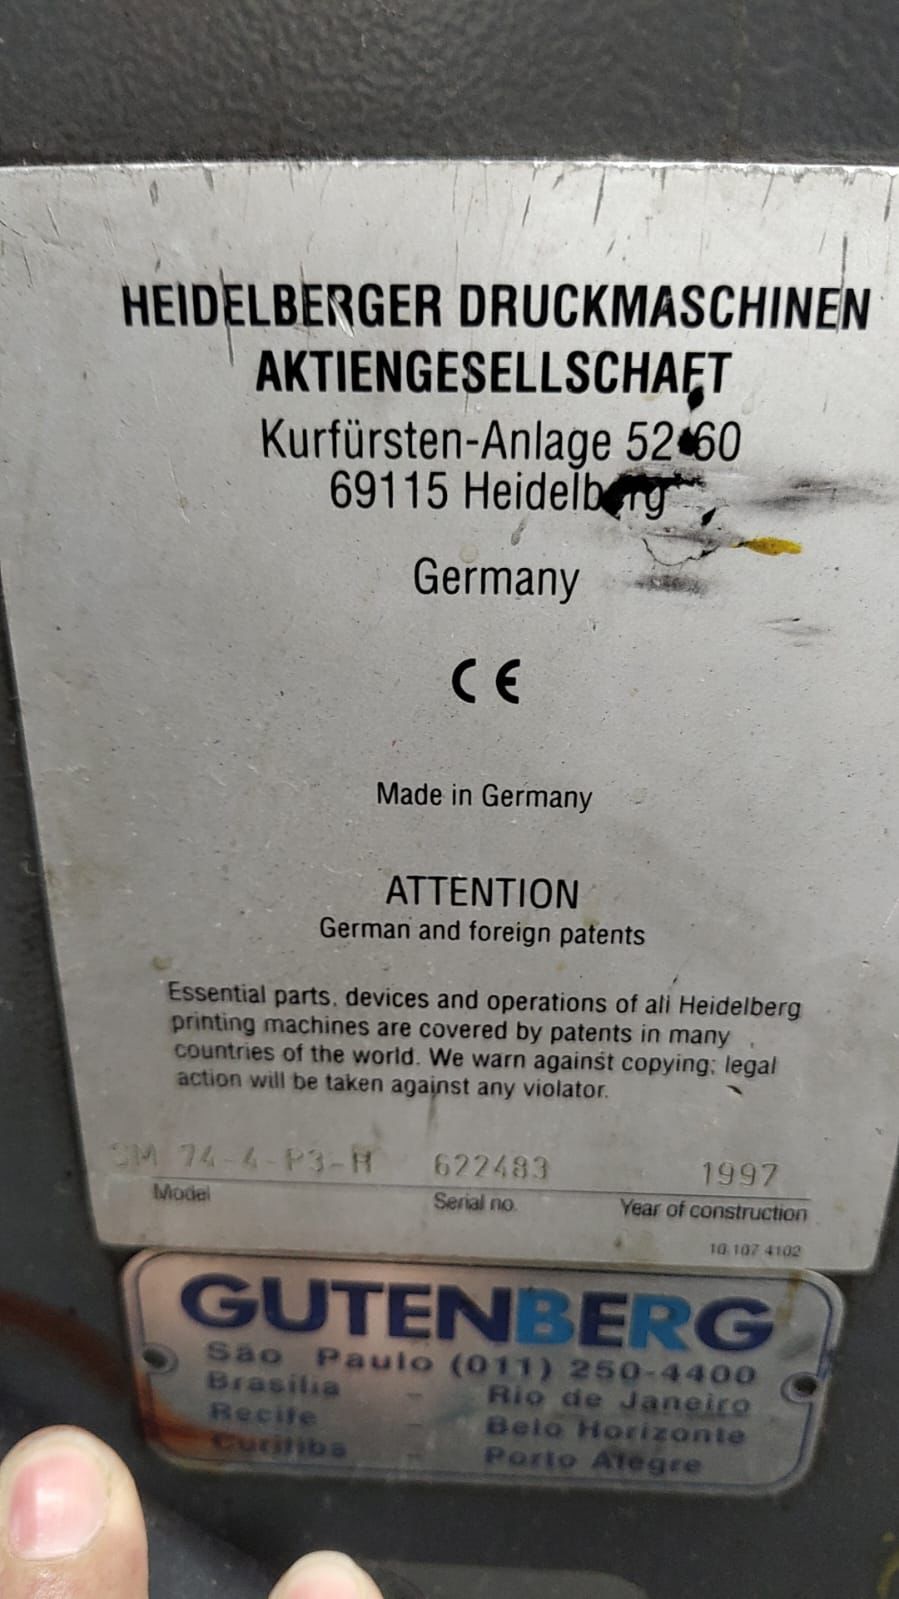 HEIDELBERGER DRUCKMASCHINEN
AKTIENGESELLSCHAFT
Kurfürsten-Anlage 52-60
69115 Heidelberg
Germany
CE
Made in Germany
ATTENTION
German and foreign patents
Essential parts, devices and operations of all Heidelberg
printing machines are covered by patents in many
countries of the world. We warn against copying; legal
action will be taken against any violator.
SM 74-4-P3-H 622483 1997
Model Serial no. Year of construction
10.107 4102
GUTENBERG
São Paulo (011) 250-4400
Brasília - Rio de Janeiro
Recife - Belo Horizonte
Curitiba - Porto Alegre